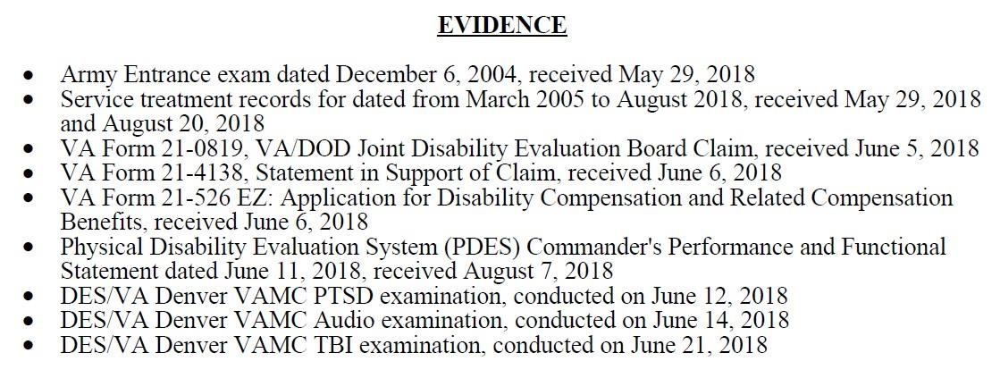 EVIDENCE
• Army Entrance exam dated December 6, 2004, received May 29, 2018
• Service treatment records for dated from March 2005 to August 2018, received May 29, 2018
and August 20, 2018
• VA Form 21-0819, VA/DOD Joint Disability Evaluation Board Claim, received June 5, 2018
• VA Form 21-4138, Statement in Support of Claim, received June 6, 2018
• VA Form 21-526 EZ: Application for Disability Compensation and Related Compensation
Benefits, received June 6, 2018
• Physical Disability Evaluation System (PDES) Commander's Performance and Functional
Statement dated June 11, 2018, received August 7, 2018
• DES/VA Denver VAMC PTSD examination, conducted on June 12, 2018
• DES/VA Denver VAMC Audio examination, conducted on June 14, 2018
• DES/VA Denver VAMC TBI examination, conducted on June 21, 2018